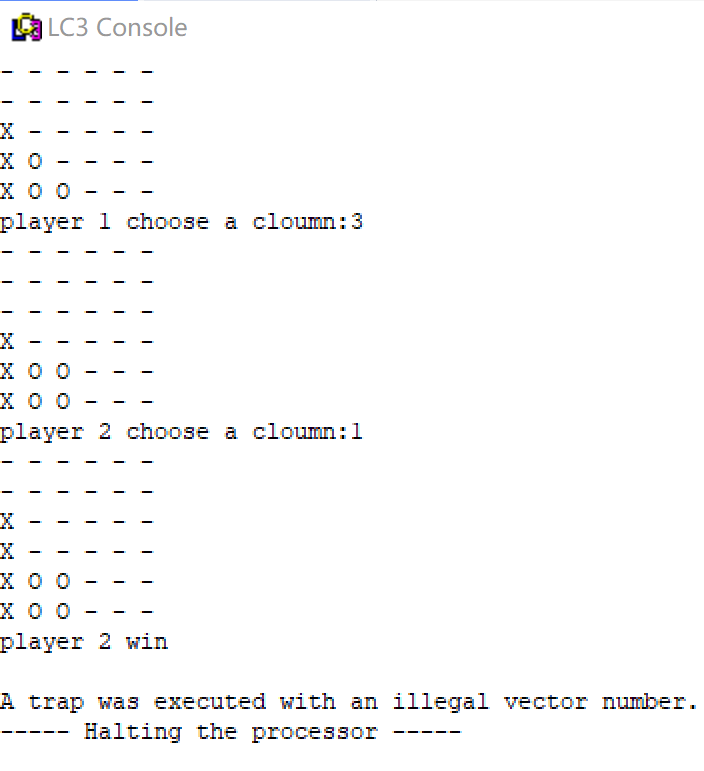 LC3 Console
- - - - - -
- - - - - -
X - - - - -
X O - - - -
X O O - - -
player 1 choose a cloumn:3
- - - - - -
- - - - - -
- - - - - -
X - - - - -
X O O - - -
X O O - - -
player 2 choose a cloumn:1
- - - - - -
- - - - - -
X - - - - -
X - - - - -
X O O - - -
X O O - - -
player 2 win
A trap was executed with an illegal vector number.
----- Halting the processor -----